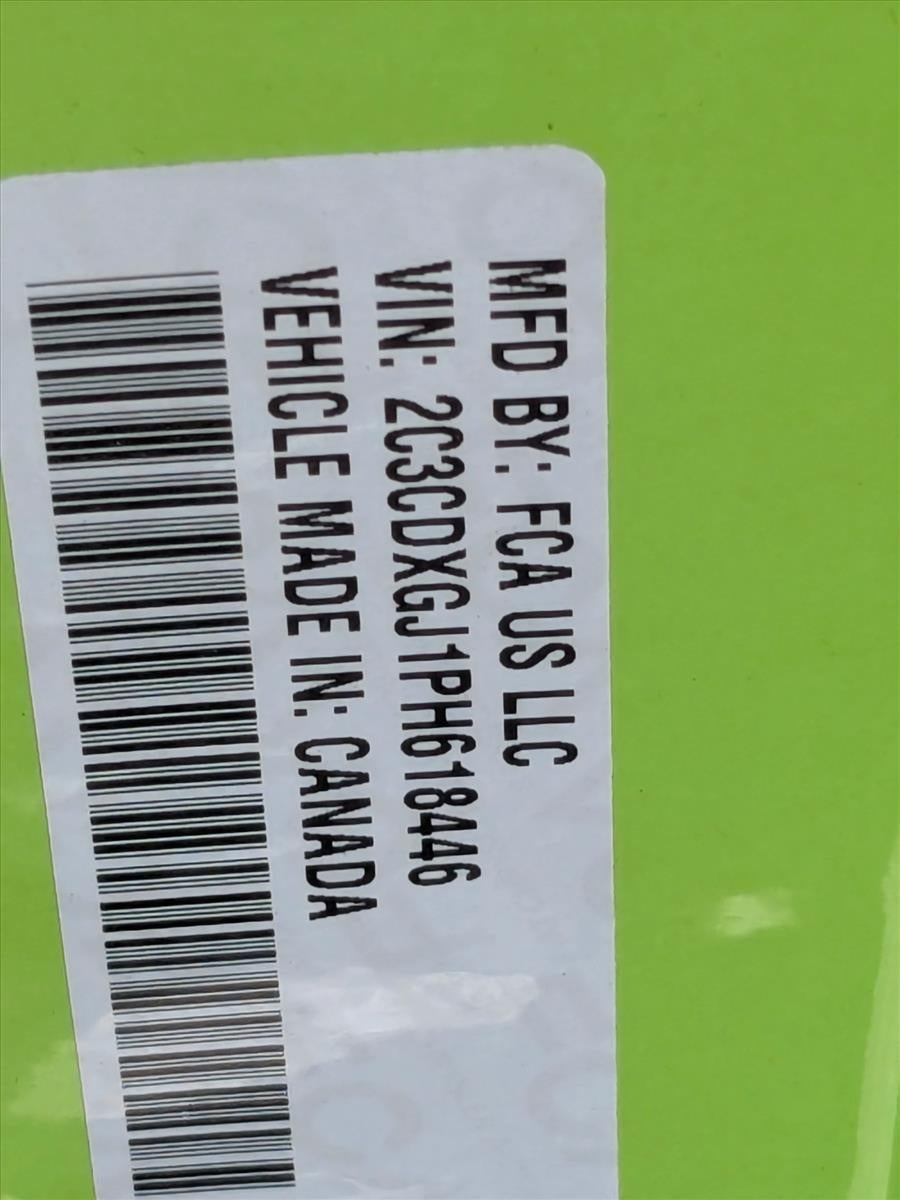 MFD BY: FCA US LLC
VIN: 2C3CDXGJ1PH618446
VEHICLE MADE IN: CANADA